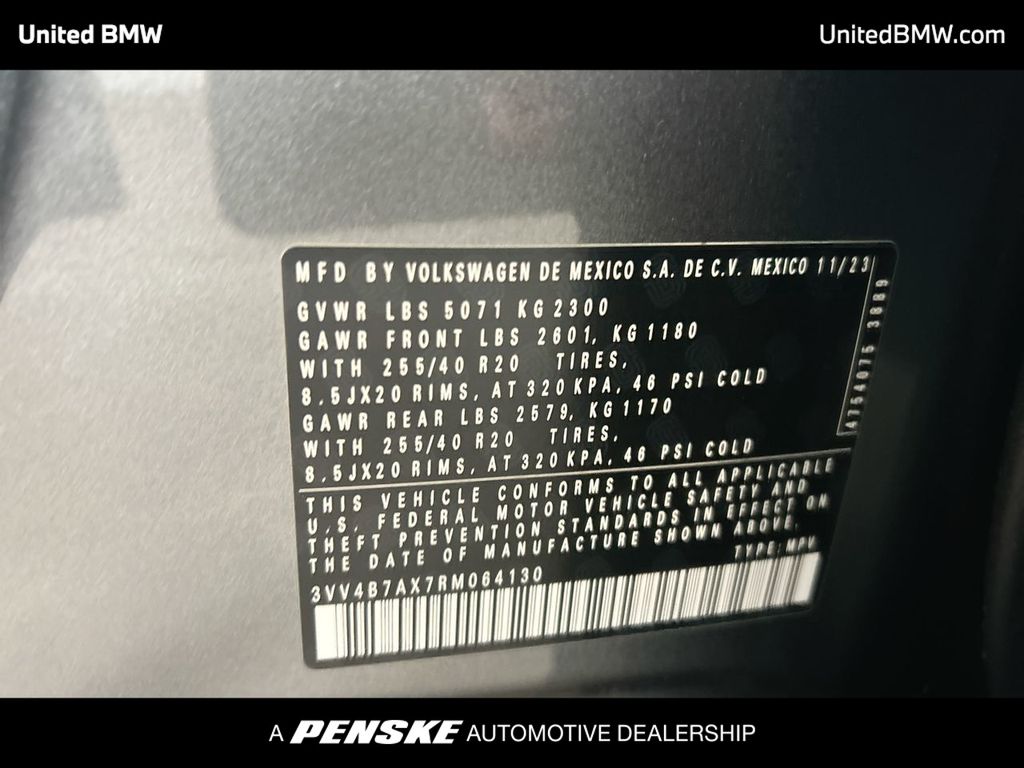 United BMW
UnitedBMW.com
MFD BY VOLKSWAGEN DE MEXICO S.A. DE C.V. MEXICO 11/23
GVWR LBS 5071 KG 2300
GAWR FRONT LBS 2601, KG 1180
WITH 255/40 R20 TIRES,
8,5JX20 RIMS, AT 320 KPA, 46 PSI COLD
GAWR REAR LBS 2579, KG 1170
WITH 255/40 R20 TIRES,
8,5JX20 RIMS, AT 320 KPA, 46 PSI COLD
4754075 3889
THIS VEHICLE CONFORMS TO ALL APPLICABLE
U.S. FEDERAL MOTOR VEHICLE SAFETY AND
THEFT PREVENTION STANDARDS IN EFFECT ON
THE DATE OF MANUFACTURE SHOWN ABOVE.
TYPE: MPV
3VV4B7AX7RM064130
A PENSKE AUTOMOTIVE DEALERSHIP